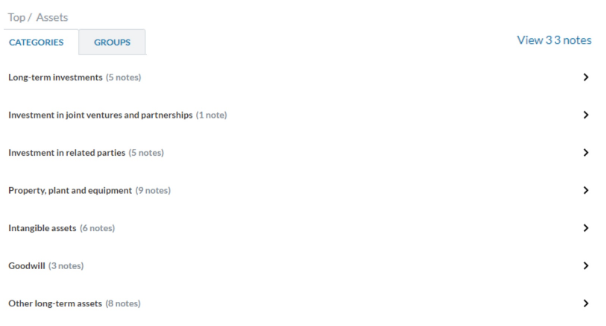 Top / Assets
CATEGORIES GROUPS View 33 notes
Long-term investments (5 notes)
Investment in joint ventures and partnerships (1 note)
Investment in related parties (5 notes)
Property, plant and equipment (9 notes)
Intangible assets (6 notes)
Goodwill (3 notes)
Other long-term assets (8 notes)